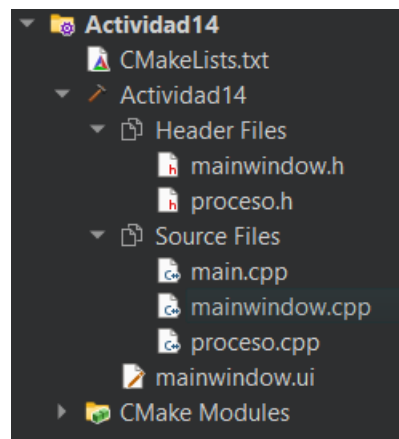 Actividad14
CMakeLists.txt
Actividad14
Header Files
mainwindow.h
proceso.h
Source Files
main.cpp
mainwindow.cpp
proceso.cpp
mainwindow.ui
CMake Modules